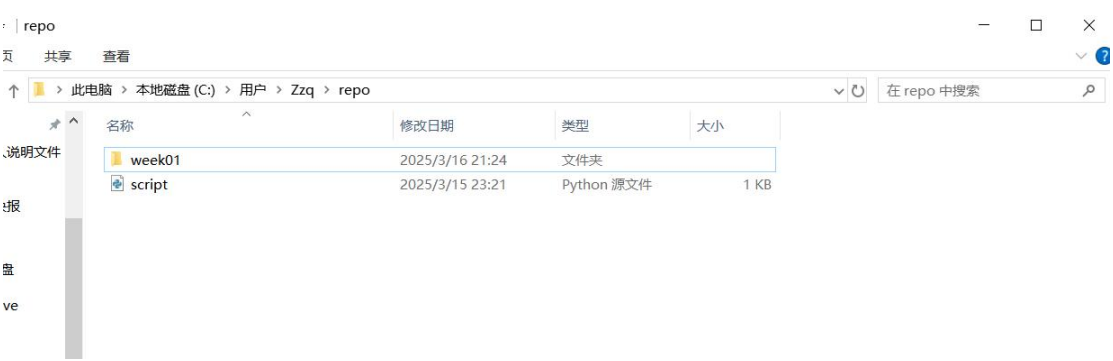 repo
页 共享 查看
此电脑 本地磁盘 (C:) 用户 Zzq repo
在 repo 中搜索
名称 修改日期 类型 大小
week01 2025/3/16 21:24 文件夹
script 2025/3/15 23:21 Python 源文件 1 KB
说明文件
报
盘
ve